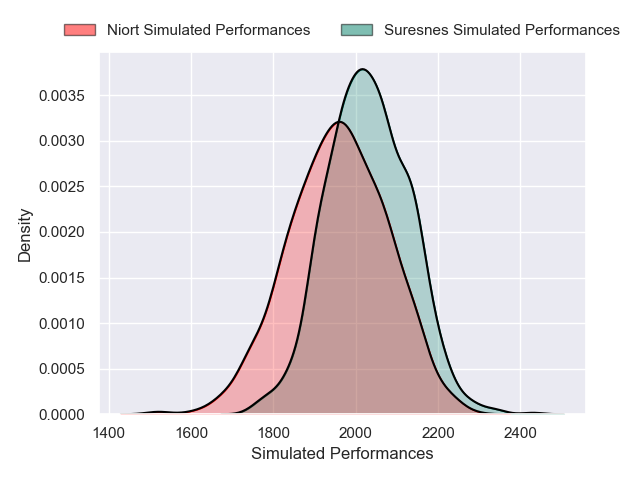 Niort Simulated Performances
Suresnes Simulated Performances
Density
0.0035
0.0030
0.0025
0.0020
0.0015
0.0010
0.0005
0.0000
1400 1600 1800 2000 2200 2400
Simulated Performances